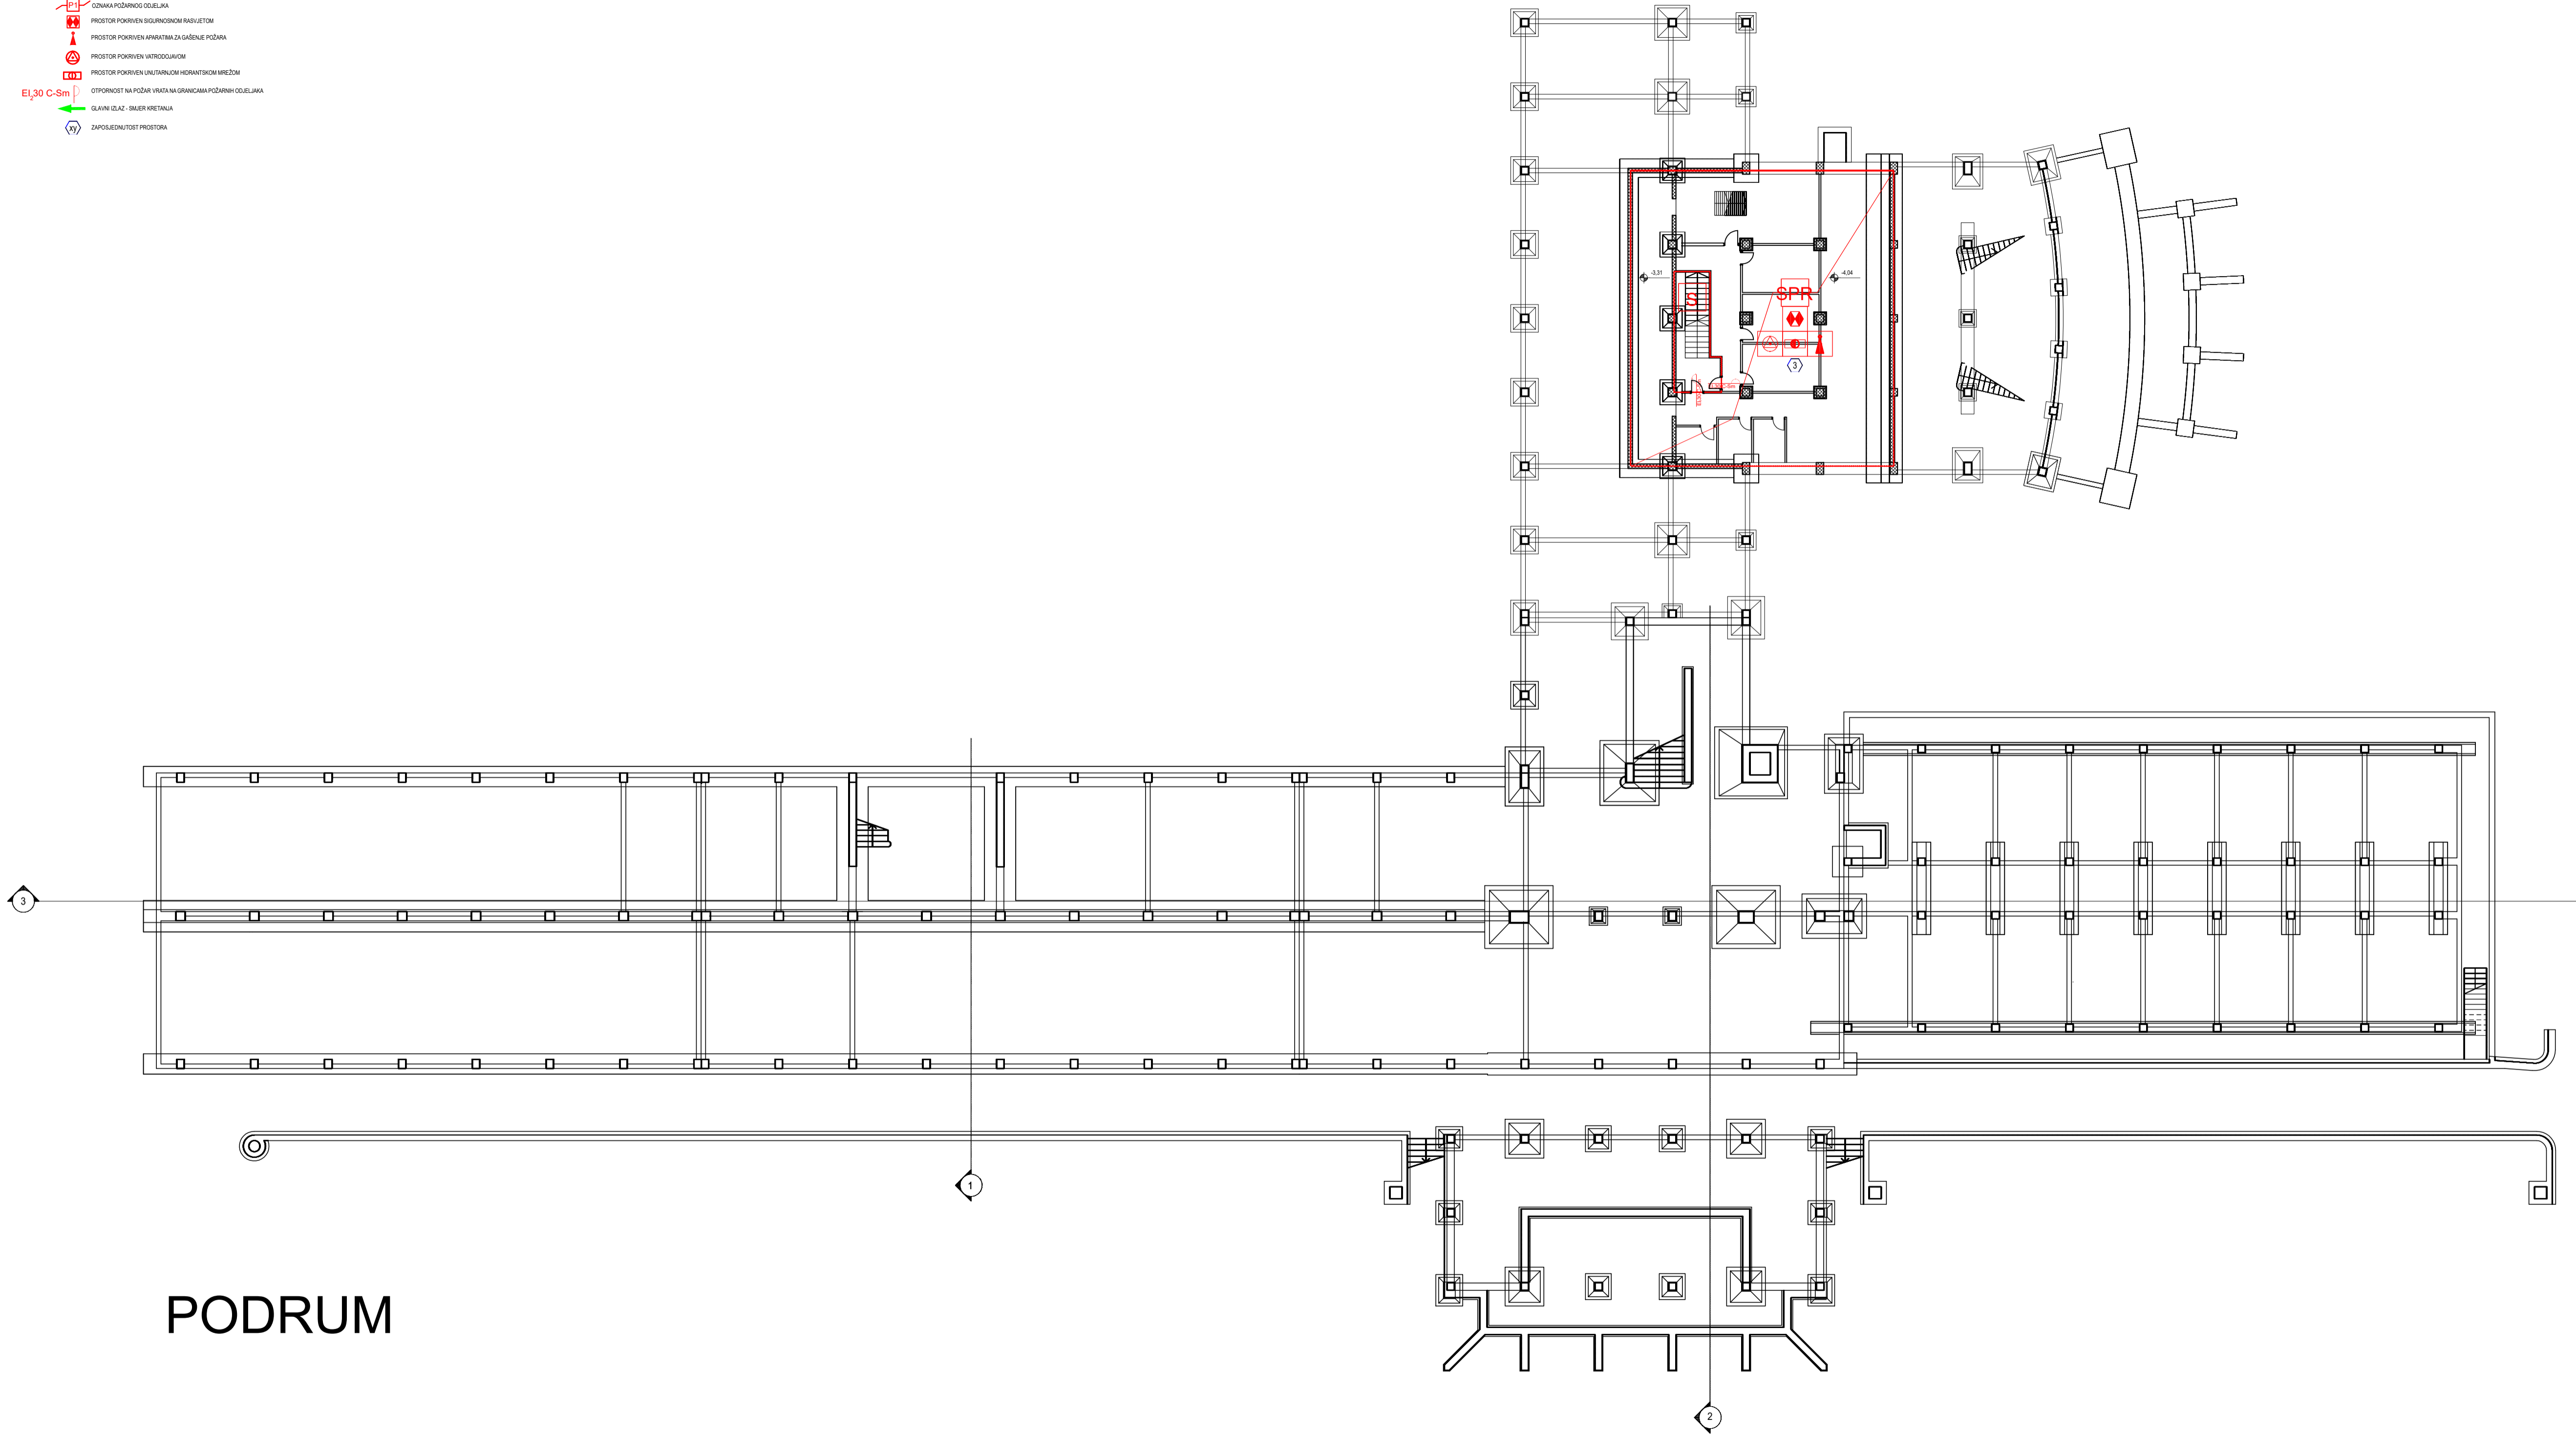 P1 OZNAKA POŽARNOG ODJELJKA
PROSTOR POKRIVEN SIGURNOSNOM RASVJETOM
PROSTOR POKRIVEN APARATIMA ZA GAŠENJE POŽARA
PROSTOR POKRIVEN VATRODOJAVOM
PROSTOR POKRIVEN UNUTARNJOM HIDRANTSKOM MREŽOM
EI₂30 C-Sm OTPORNOST NA POŽAR VRATA NA GRANICAMA POŽARNIH ODJELJAKA
GLAVNI IZLAZ - SMJER KRETANJA
xy ZAPOSJEDNUTOST PROSTORA
-3,31
-4,04
S
SPR
3
3
1
2
PODRUM